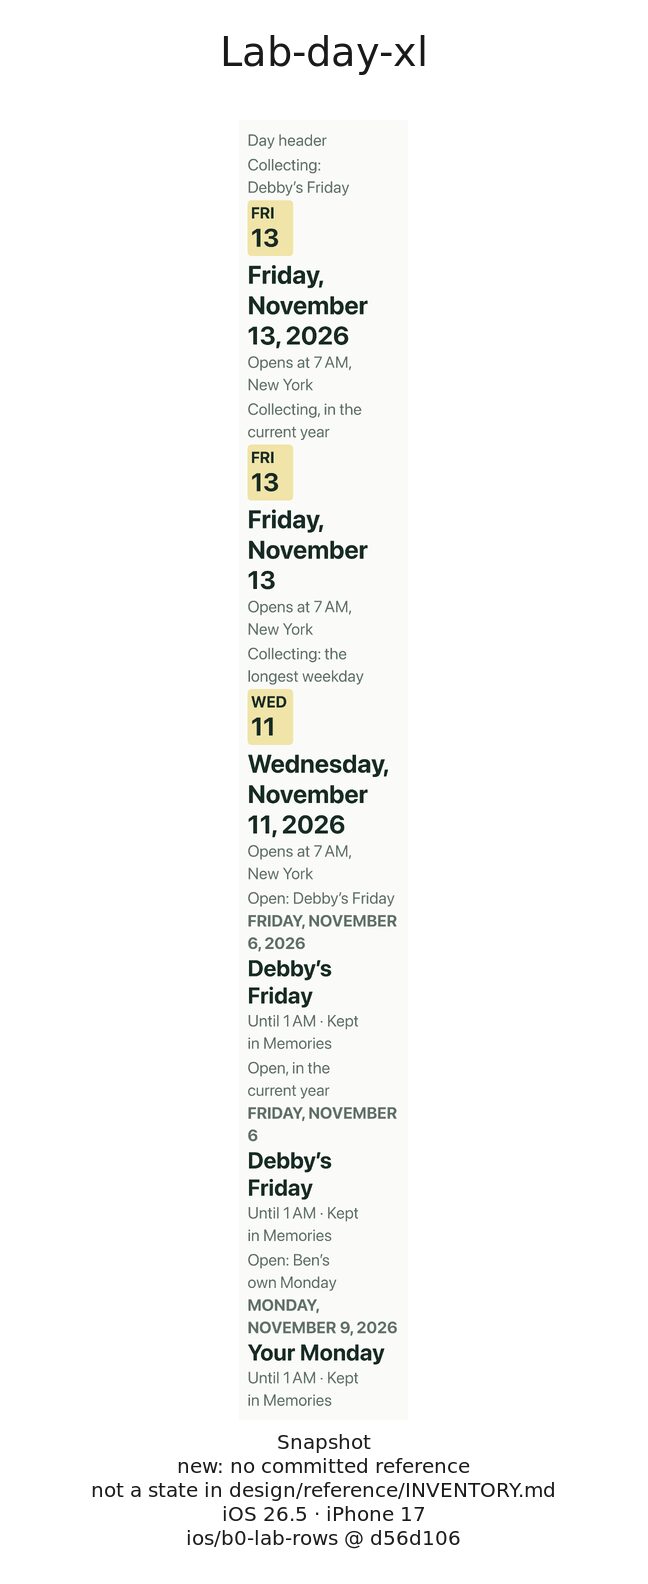 Lab-day-xl
Day header
Collecting:
Debby’s Friday
FRI
13
Friday,
November
13, 2026
Opens at 7 AM,
New York
Collecting, in the
current year
FRI
13
Friday,
November
13
Opens at 7 AM,
New York
Collecting: the
longest weekday
WED
11
Wednesday,
November
11, 2026
Opens at 7 AM,
New York
Open: Debby’s Friday
FRIDAY, NOVEMBER
6, 2026
Debby’s
Friday
Until 1 AM · Kept
in Memories
Open, in the
current year
FRIDAY, NOVEMBER
6
Debby’s
Friday
Until 1 AM · Kept
in Memories
Open: Ben’s
own Monday
MONDAY,
NOVEMBER 9, 2026
Your Monday
Until 1 AM · Kept
in Memories
Snapshot
new: no committed reference
not a state in design/reference/INVENTORY.md
iOS 26.5 · iPhone 17
ios/b0-lab-rows @ d56d106